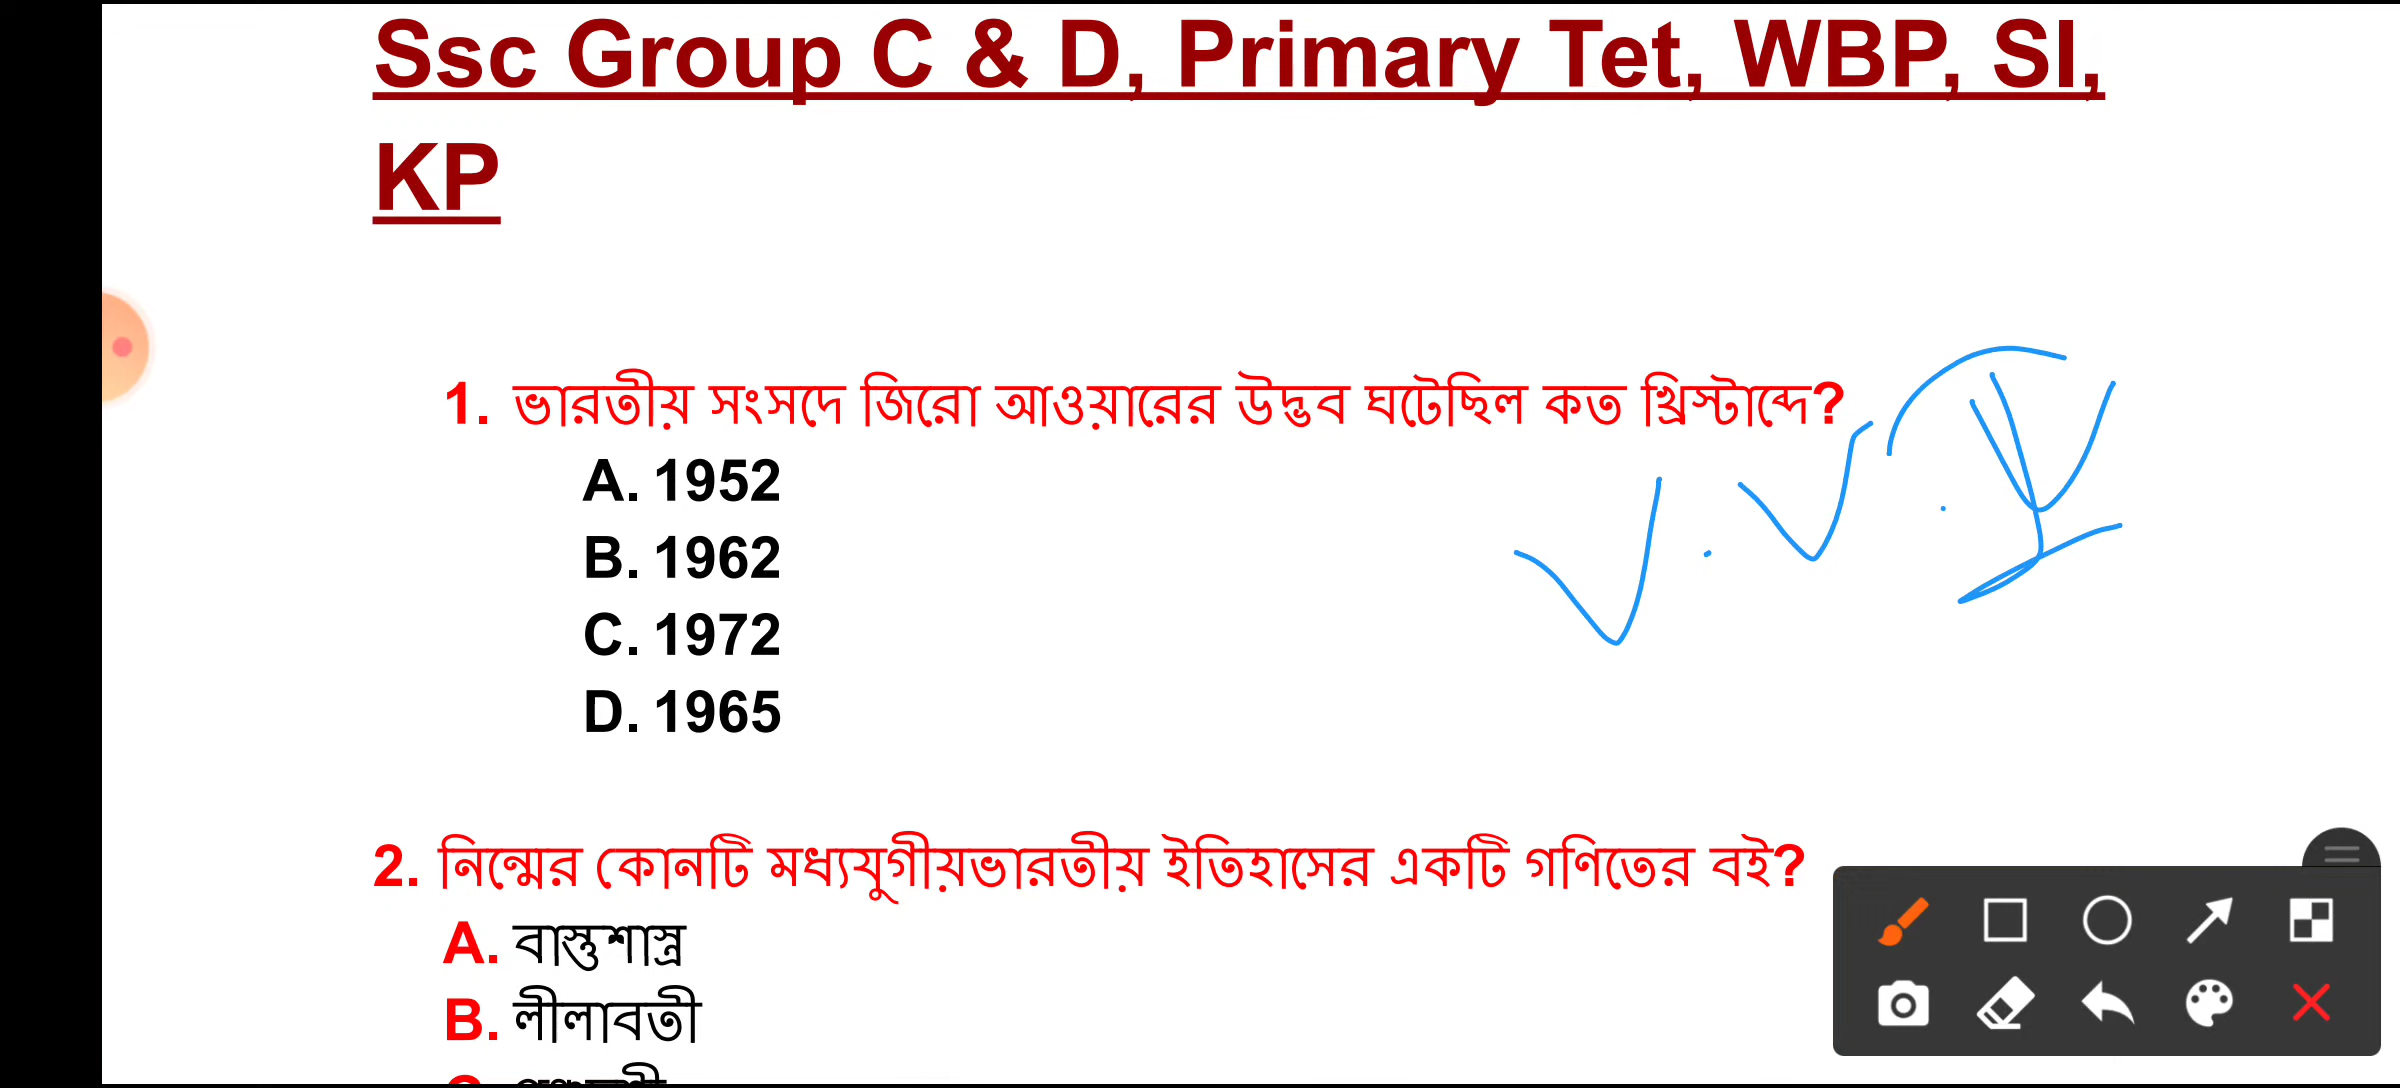 Ssc Group C & D, Primary Tet, WBP, SI,
KP
1. ভারতীয় সংসদে জিরো আওয়ারের উদ্ভব ঘটেছিল কত খ্রিস্টাব্দে?
A. 1952
B. 1962
C. 1972
D. 1965
V.V.
2. নিন্মের কোনটি মধ্যযুগীয়ভারতীয় ইতিহাসের একটি গণিতের বই?
A. বাস্তুশাস্ত্র
B. লীলাবতী